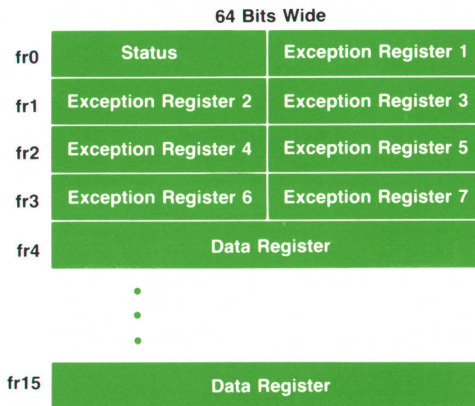 64 Bits Wide
fr0 Status Exception Register 1
fr1 Exception Register 2 Exception Register 3
fr2 Exception Register 4 Exception Register 5
fr3 Exception Register 6 Exception Register 7
fr4 Data Register
fr15 Data Register